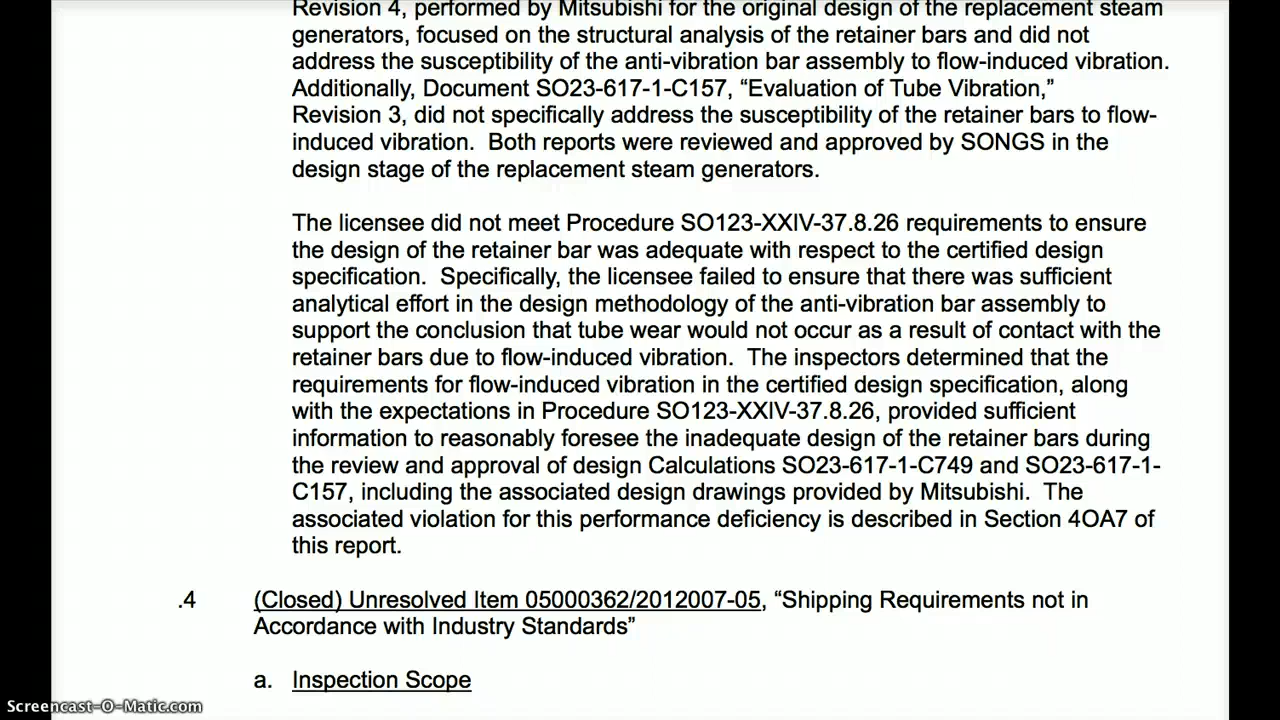 Revision 4, performed by Mitsubishi for the original design of the replacement steam
generators, focused on the structural analysis of the retainer bars and did not
address the susceptibility of the anti-vibration bar assembly to flow-induced vibration.
Additionally, Document SO23-617-1-C157, “Evaluation of Tube Vibration,”
Revision 3, did not specifically address the susceptibility of the retainer bars to flow-
induced vibration.  Both reports were reviewed and approved by SONGS in the
design stage of the replacement steam generators.
The licensee did not meet Procedure SO123-XXIV-37.8.26 requirements to ensure
the design of the retainer bar was adequate with respect to the certified design
specification.  Specifically, the licensee failed to ensure that there was sufficient
analytical effort in the design methodology of the anti-vibration bar assembly to
support the conclusion that tube wear would not occur as a result of contact with the
retainer bars due to flow-induced vibration.  The inspectors determined that the
requirements for flow-induced vibration in the certified design specification, along
with the expectations in Procedure SO123-XXIV-37.8.26, provided sufficient
information to reasonably foresee the inadequate design of the retainer bars during
the review and approval of design Calculations SO23-617-1-C749 and SO23-617-1-
C157, including the associated design drawings provided by Mitsubishi.  The
associated violation for this performance deficiency is described in Section 4OA7 of
this report.
.4 (Closed) Unresolved Item 05000362/2012007-05, “Shipping Requirements not in
Accordance with Industry Standards”
a. Inspection Scope
Screencast-O-Matic.com